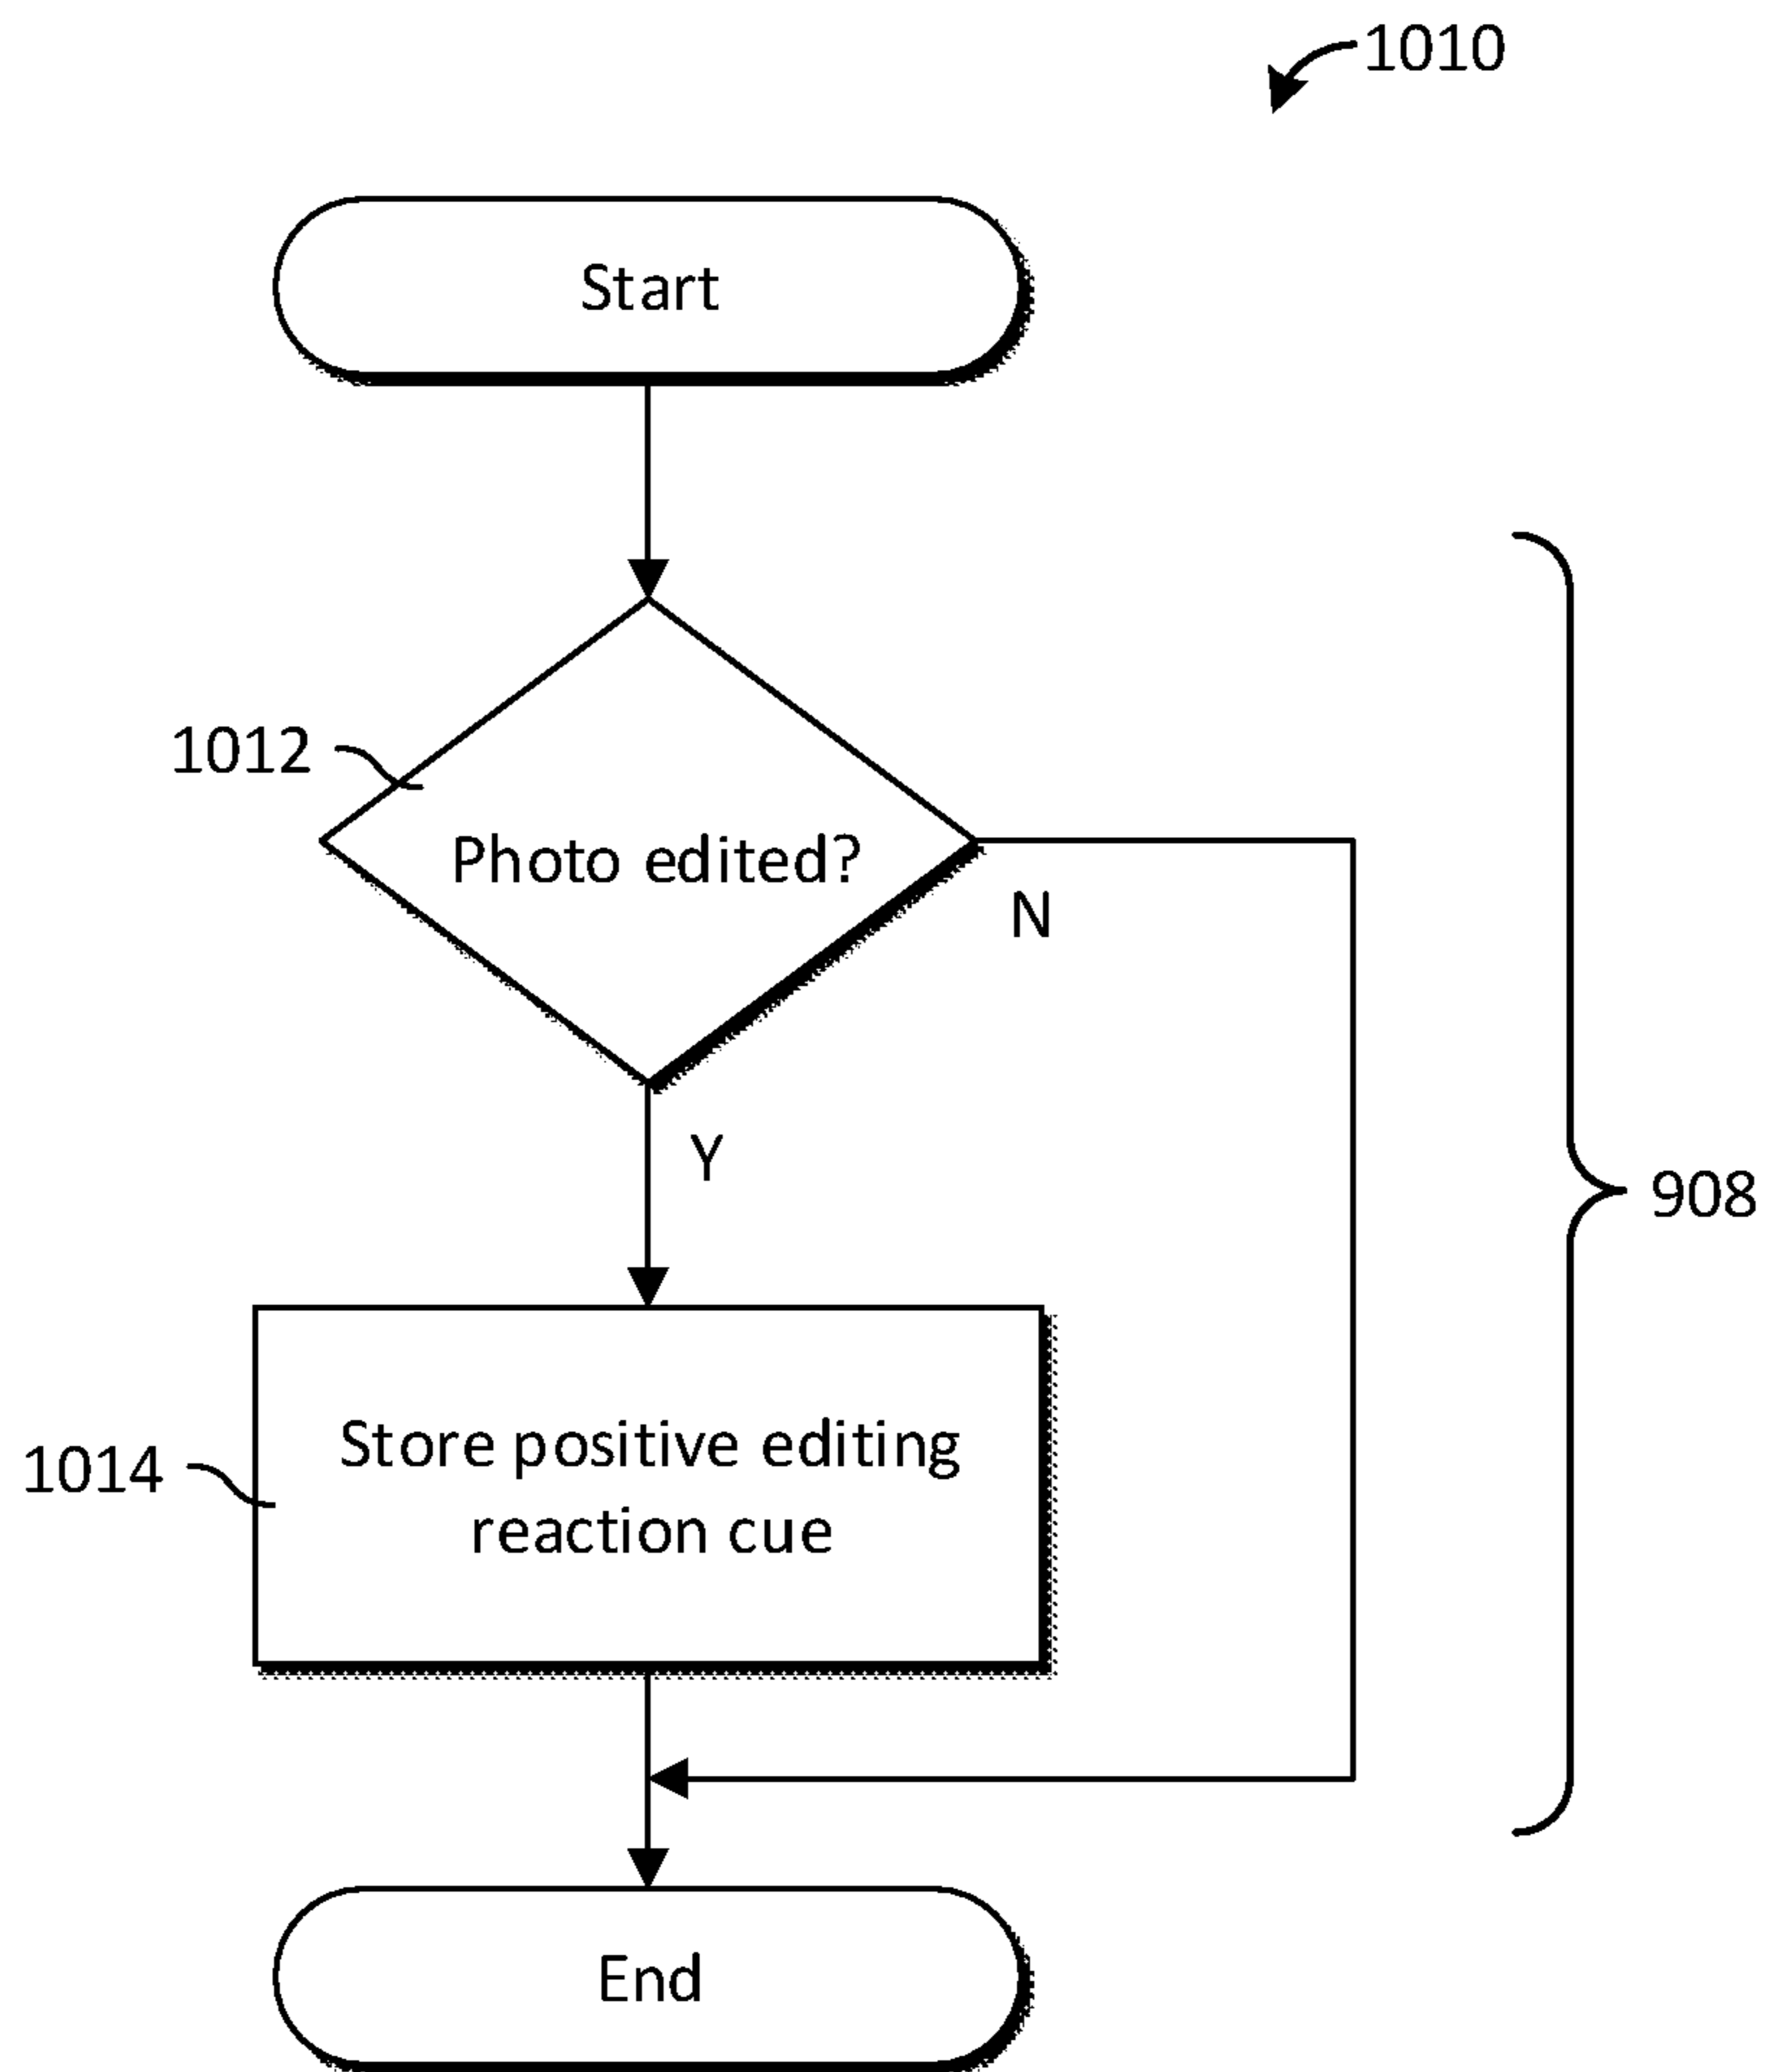 1010
Start
1012
Photo edited?
N
Y
908
Store positive editing
reaction cue
1014
End